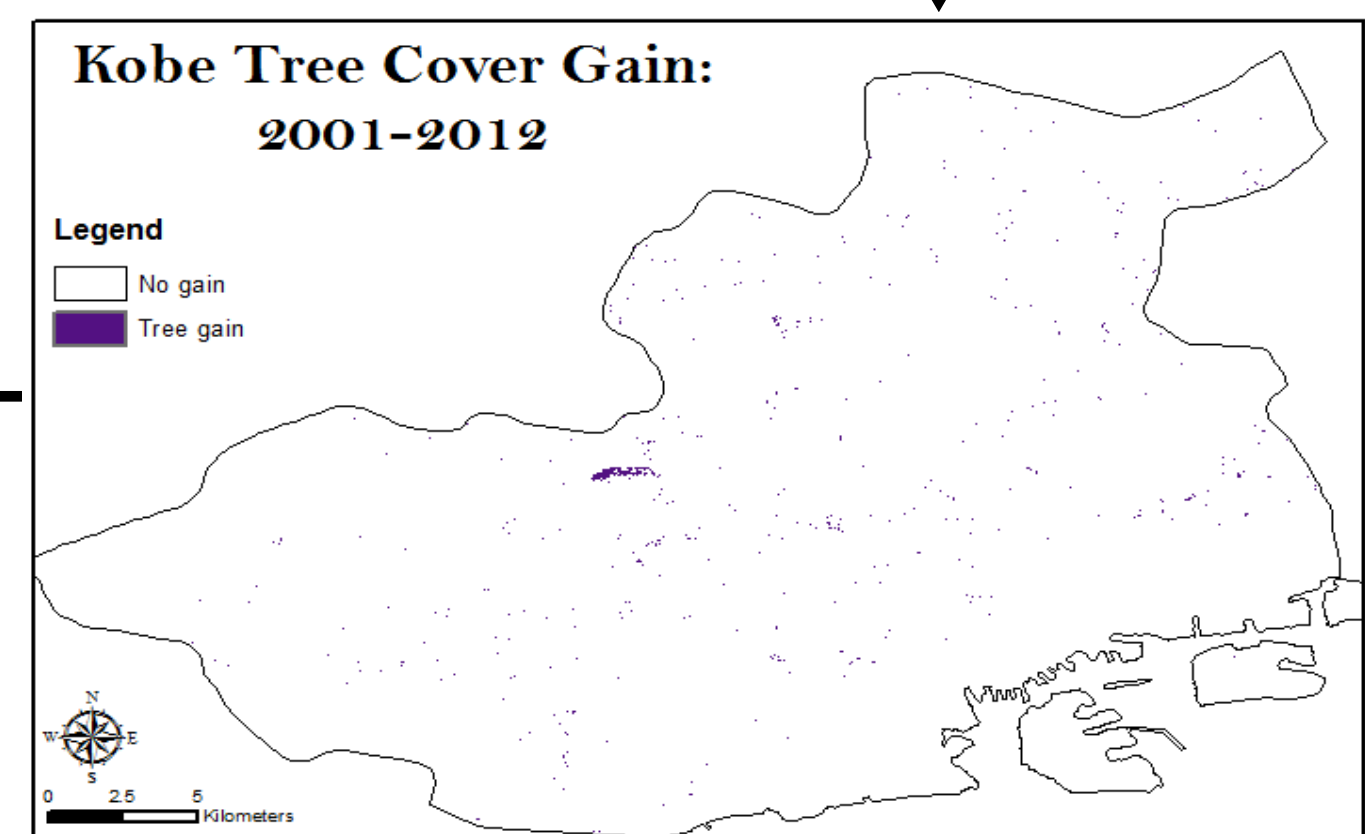 Kobe Tree Cover Gain:
2001-2012
Legend
No gain
Tree gain
N
W E
S
0 2.5 5
Kilometers